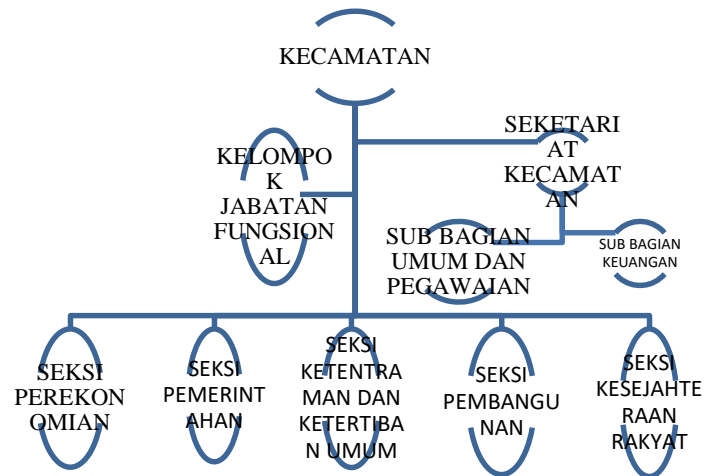 KECAMATAN
SEKETARI
AT
KECAMAT
AN
KELOMPO
K
JABATAN
FUNGSION
AL
SUB BAGIAN
UMUM DAN
PEGAWAIAN
SUB BAGIAN
KEUANGAN
SEKSI
PEREKON
OMIAN
SEKSI
PEMERINT
AHAN
SEKSI
KETENTRA
MAN DAN
KETERTIBA
N UMUM
SEKSI
PEMBANGU
NAN
SEKSI
KESEJAHTE
RAAN
RAKYAT